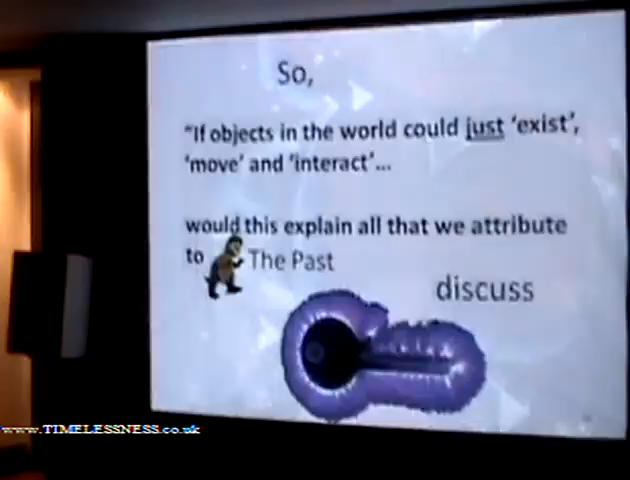 So,
"If objects in the world could just 'exist',
'move' and 'interact'...
would this explain all that we attribute
to The Past
discuss
www.TIMELESSNESS.co.uk